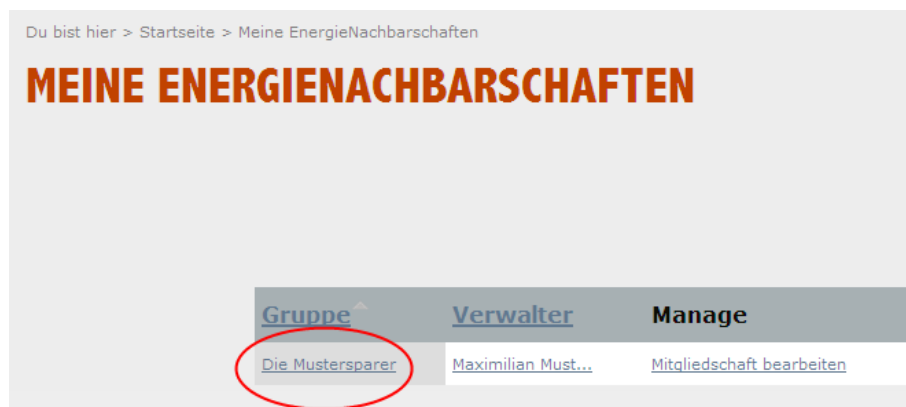 Du bist hier > Startseite > Meine EnergieNachbarschaften
MEINE ENERGIENACHBARSCHAFTEN
Gruppe Verwalter Manage
Die Mustersparer Maximilian Must... Mitgliedschaft bearbeiten